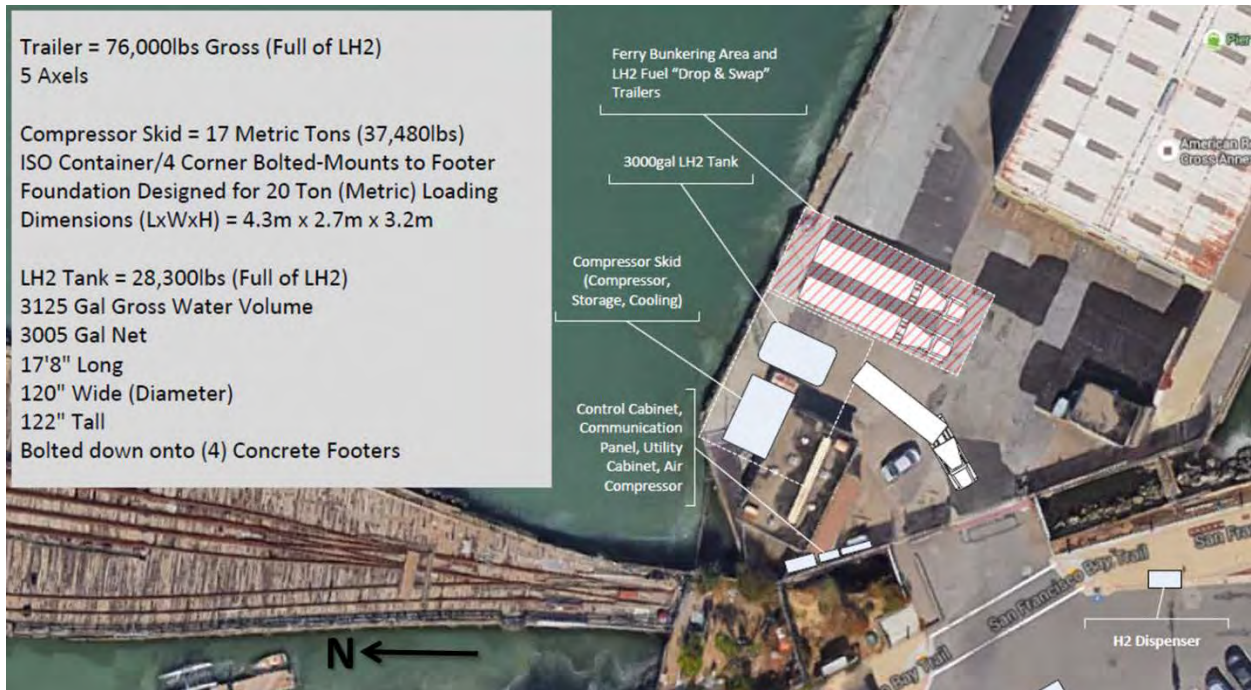 Trailer = 76,000lbs Gross (Full of LH2)
5 Axels
Compressor Skid = 17 Metric Tons (37,480lbs)
ISO Container/4 Corner Bolted-Mounts to Footer
Foundation Designed for 20 Ton (Metric) Loading
Dimensions (LxWxH) = 4.3m x 2.7m x 3.2m
LH2 Tank = 28,300lbs (Full of LH2)
3125 Gal Gross Water Volume
3005 Gal Net
17'8" Long
120" Wide (Diameter)
122" Tall
Bolted down onto (4) Concrete Footers
Ferry Bunkering Area and
LH2 Fuel “Drop & Swap”
Trailers
3000gal LH2 Tank
Compressor Skid
(Compressor,
Storage, Cooling)
Control Cabinet,
Communication
Panel, Utility
Cabinet, Air
Compressor
Pier
American R
Cross Anne
San Francisco Bay Trail
San Fra
Bay Trail
H2 Dispenser
N